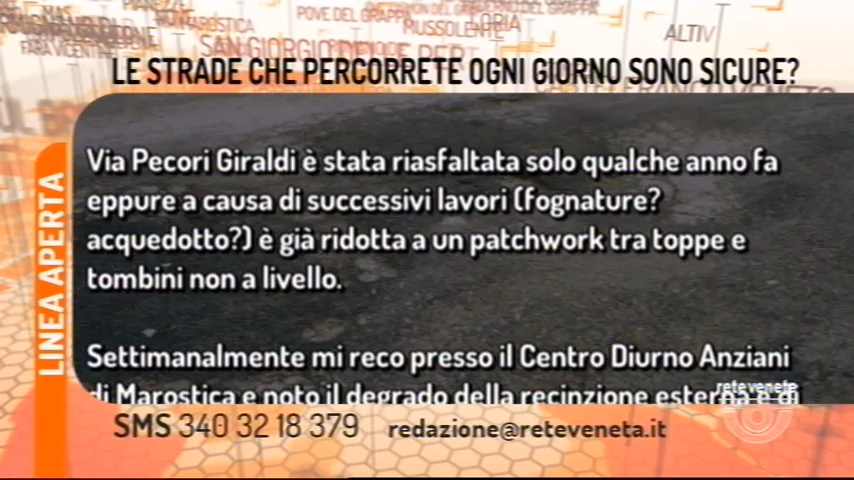 POVE DEL GRAPPA
MUSSOLENTE
ALTIV
SAN GIORGIO
FARA VICENTINO
LE STRADE CHE PERCORRETE OGNI GIORNO SONO SICURE?
LINEA APERTA
Via Pecori Giraldi è stata riasfaltata solo qualche anno fa
eppure a causa di successivi lavori (fognature?
acquedotto?) è già ridotta a un patchwork tra toppe e
tombini non a livello.
Settimanalmente mi reco presso il Centro Diurno Anziani
di Marostica e noto il degrado della recinzione esterna e di
reteveneta
SMS 340 32 18 379 redazione@reteveneta.it